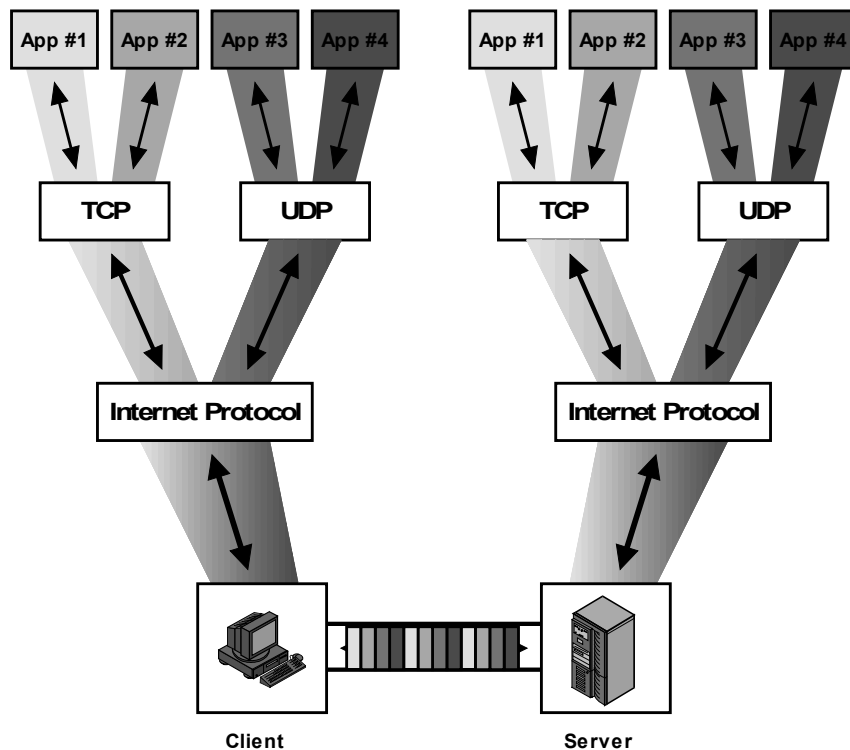 App #1 App #2 App #3 App #4 App #1 App #2 App #3 App #4
TCP UDP TCP UDP
Internet Protocol Internet Protocol
Client Server